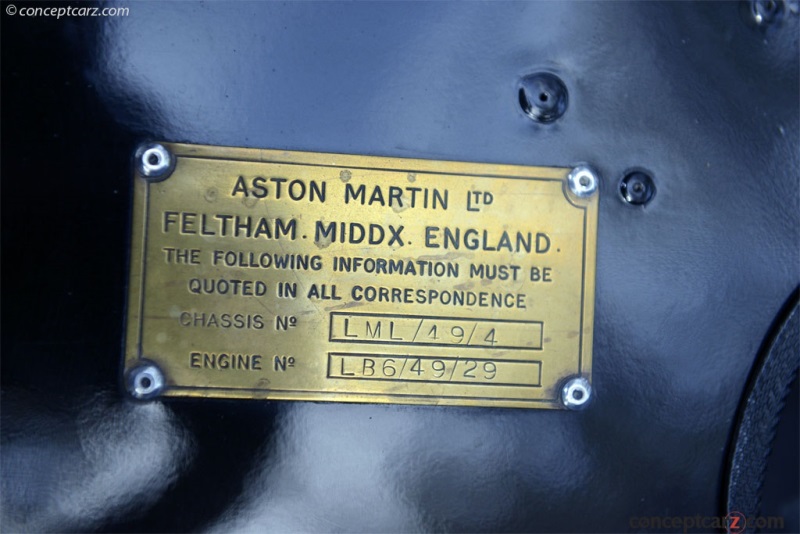 © conceptcarz.com
ASTON MARTIN LTD
FELTHAM. MIDDX. ENGLAND.
THE FOLLOWING INFORMATION MUST BE
QUOTED IN ALL CORRESPONDENCE
CHASSIS Nº LML/49/4
ENGINE Nº LB6/49/29
conceptcarz.com